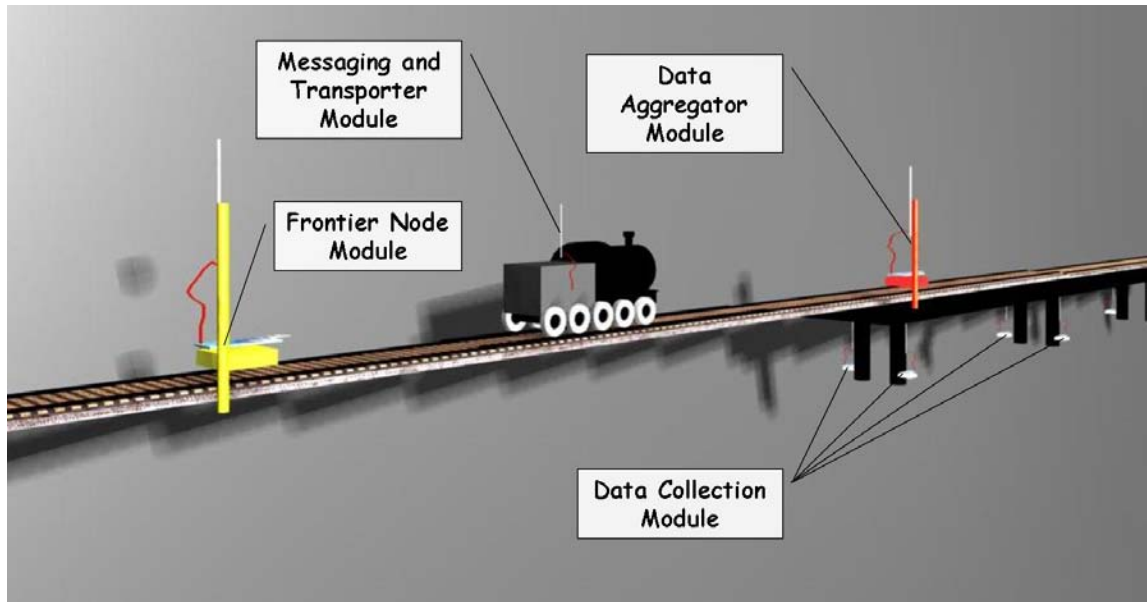 Messaging and
Transporter
Module
Data
Aggregator
Module
Frontier Node
Module
Data Collection
Module